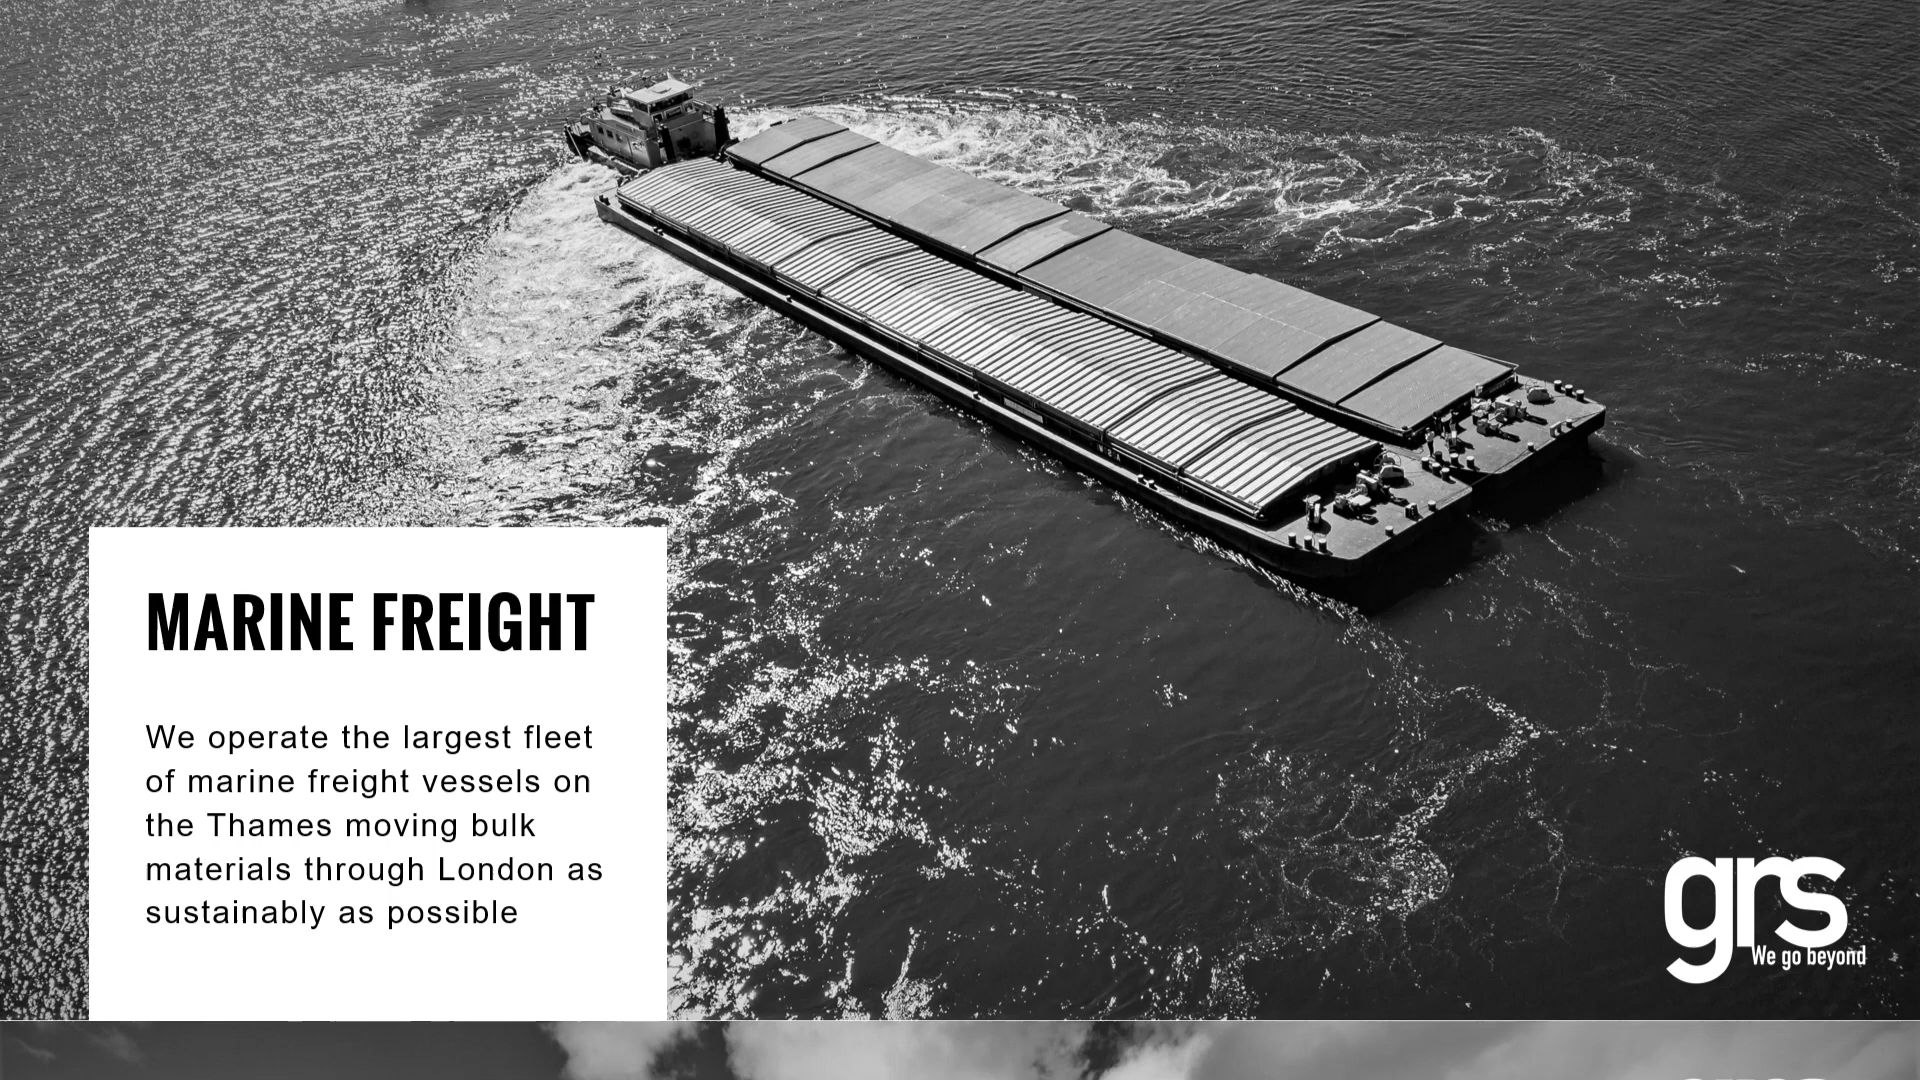 MARINE FREIGHT
We operate the largest fleet
of marine freight vessels on
the Thames moving bulk
materials through London as
sustainably as possible
grs
We go beyond